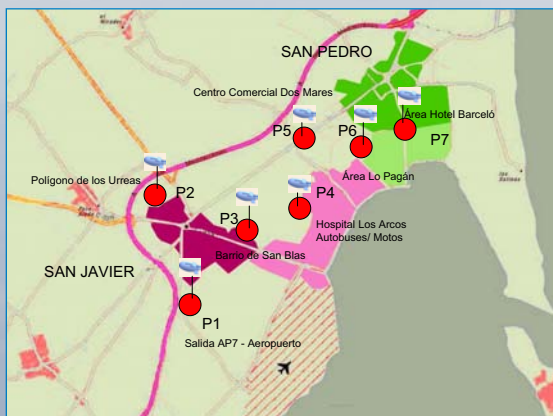 SAN PEDRO
Centro Comercial Dos Mares
Área Hotel Barceló
P5
P6
P7
Polígono de los Urreas
P2
Área Lo Pagán
P4
P3
Hospital Los Arcos
Autobuses/ Motos
Barrio de San Blas
SAN JAVIER
P1
Salida AP7 - Aeropuerto